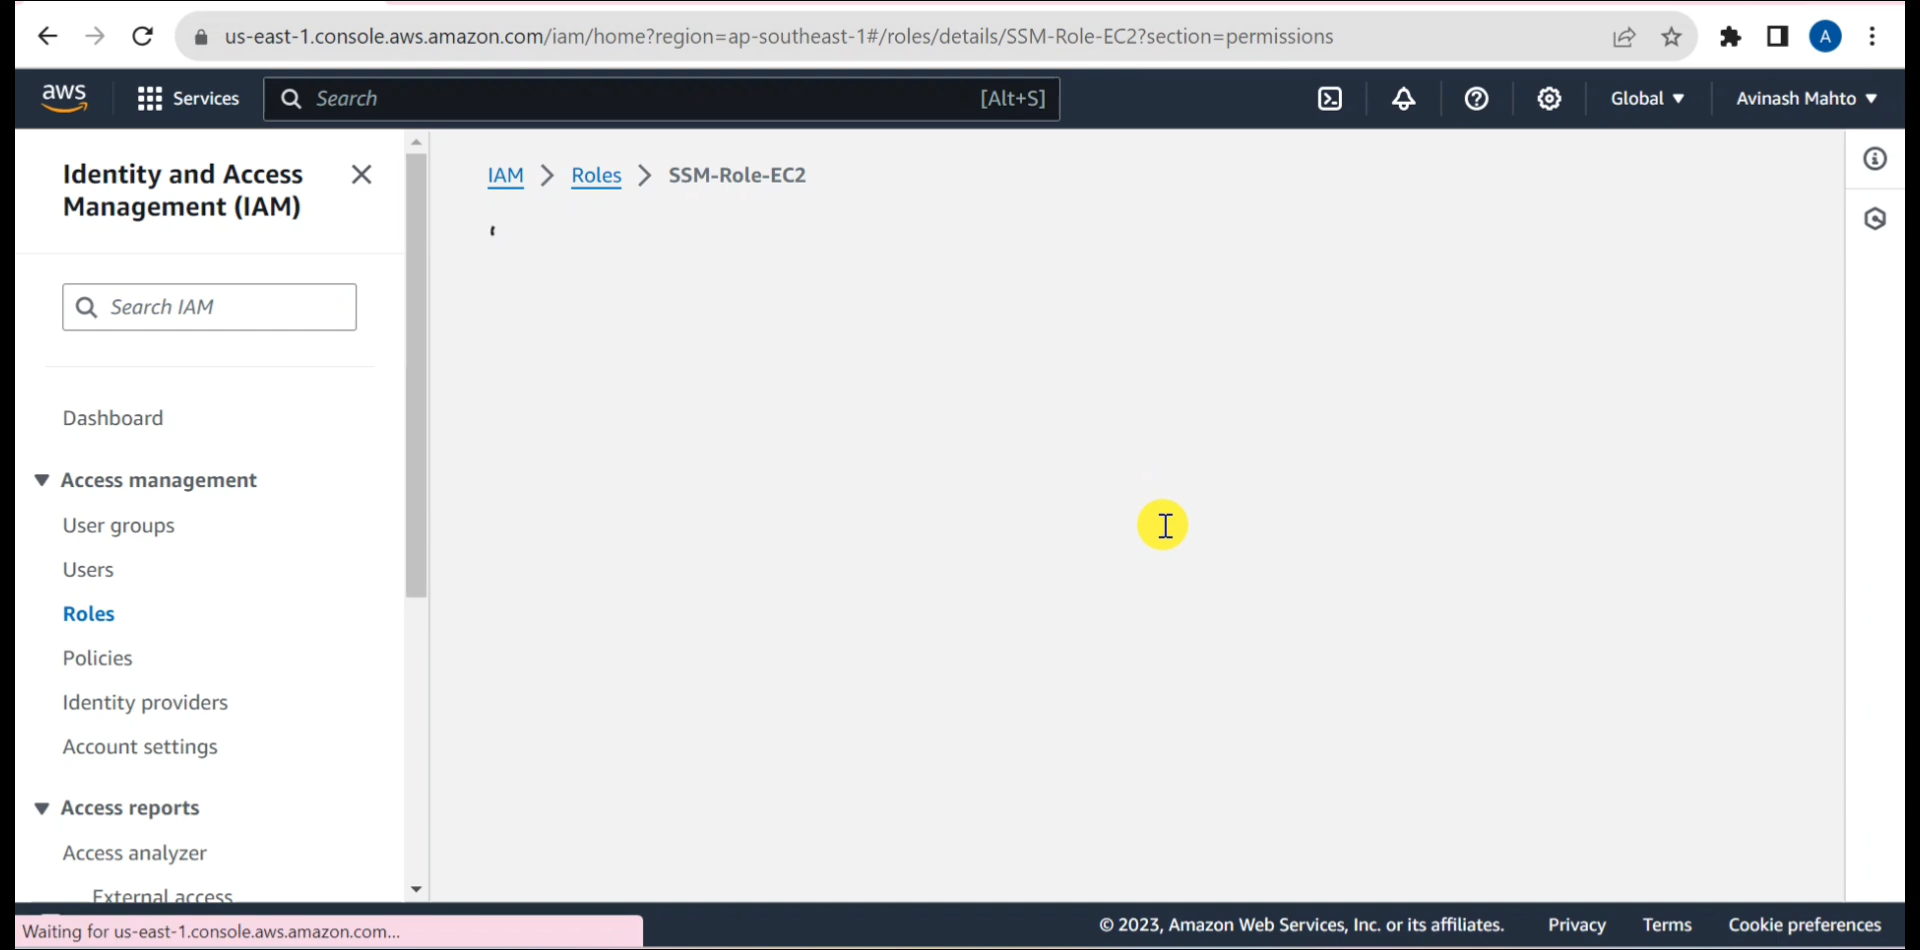 us-east-1.console.aws.amazon.com/iam/home?region=ap-southeast-1#/roles/details/SSM-Role-EC2?section=permissions
A
aws
Services
Search
[Alt+S]
Global
Avinash Mahto
Identity and Access
Management (IAM)
Search IAM
Dashboard
Access management
User groups
Users
Roles
Policies
Identity providers
Account settings
Access reports
Access analyzer
External access
IAM > Roles > SSM-Role-EC2
Waiting for us-east-1.console.aws.amazon.com...
© 2023, Amazon Web Services, Inc. or its affiliates.
Privacy
Terms
Cookie preferences